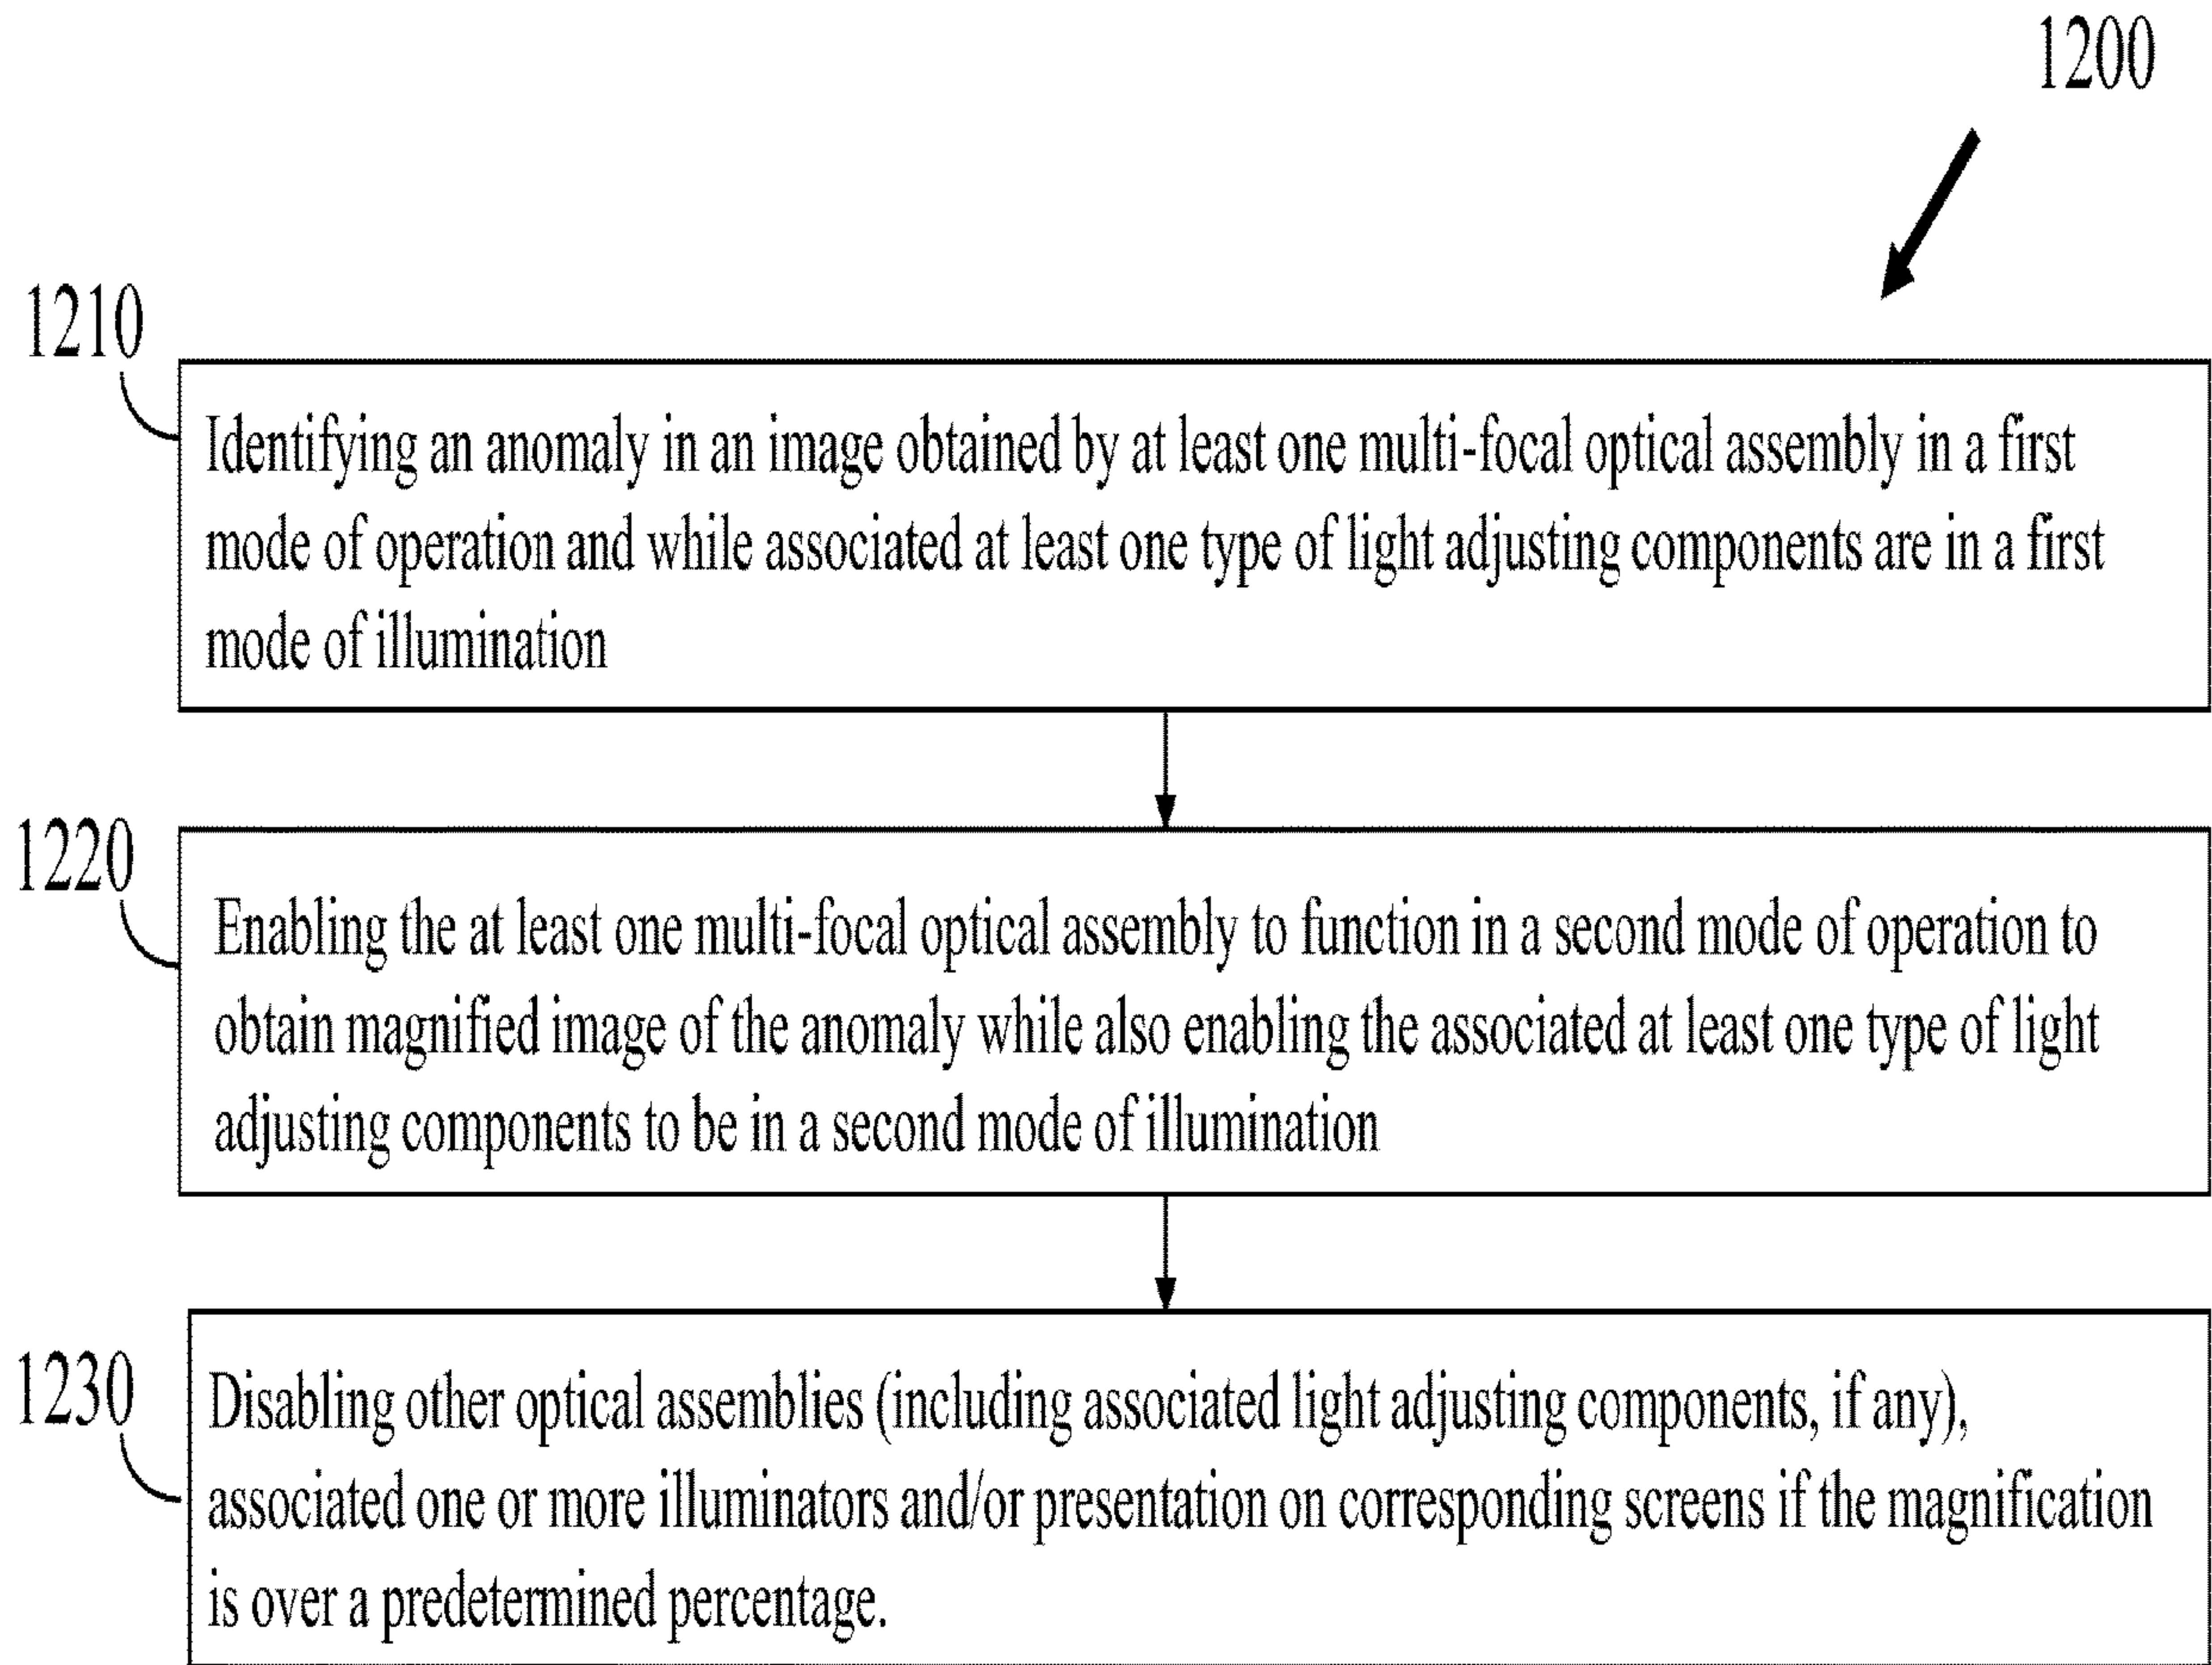 1200
1210
Identifying an anomaly in an image obtained by at least one multi-focal optical assembly in a first
mode of operation and while associated at least one type of light adjusting components are in a first
mode of illumination
1220
Enabling the at least one multi-focal optical assembly to function in a second mode of operation to
obtain magnified image of the anomaly while also enabling the associated at least one type of light
adjusting components to be in a second mode of illumination
1230
Disabling other optical assemblies (including associated light adjusting components, if any),
associated one or more illuminators and/or presentation on corresponding screens if the magnification
is over a predetermined percentage.